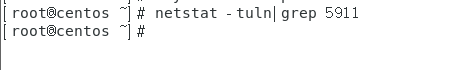 [root@centos ~]# netstat -tuln|grep 5911
[root@centos ~]#